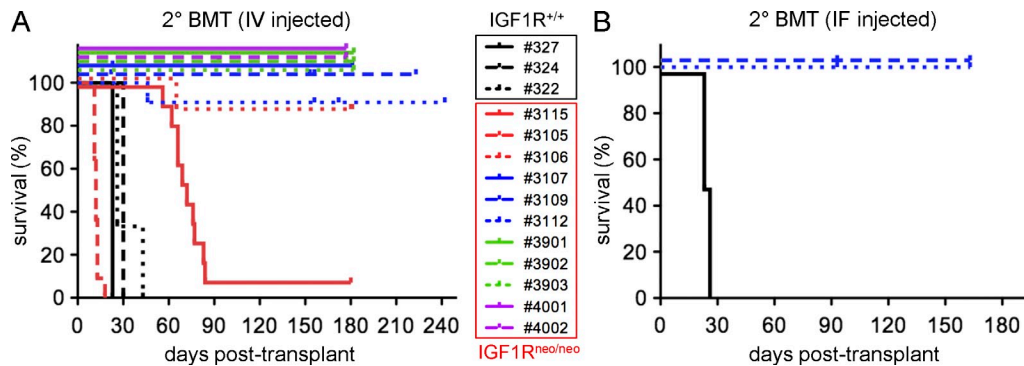 A
2° BMT (IV injected)
survival (%)
100
80
60
40
20
0
0 30 60 90 120 150 180 210 240
days post-transplant
IGF1R+/+
#327
#324
#322
#3115
#3105
#3106
#3107
#3109
#3112
#3901
#3902
#3903
#4001
#4002
IGF1Rneo/neo
B
2° BMT (IF injected)
survival (%)
100
80
60
40
20
0
0 30 60 90 120 150 180
days post-transplant